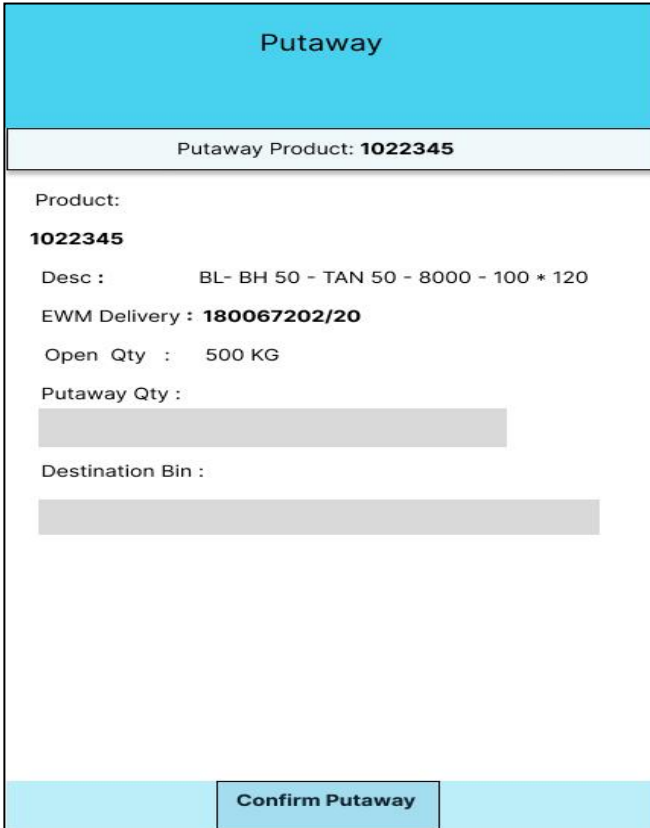 Putaway
Putaway Product: 1022345
Product:
1022345
Desc : BL- BH 50 - TAN 50 - 8000 - 100 * 120
EWM Delivery : 180067202/20
Open Qty : 500 KG
Putaway Qty :
Destination Bin :
Confirm Putaway